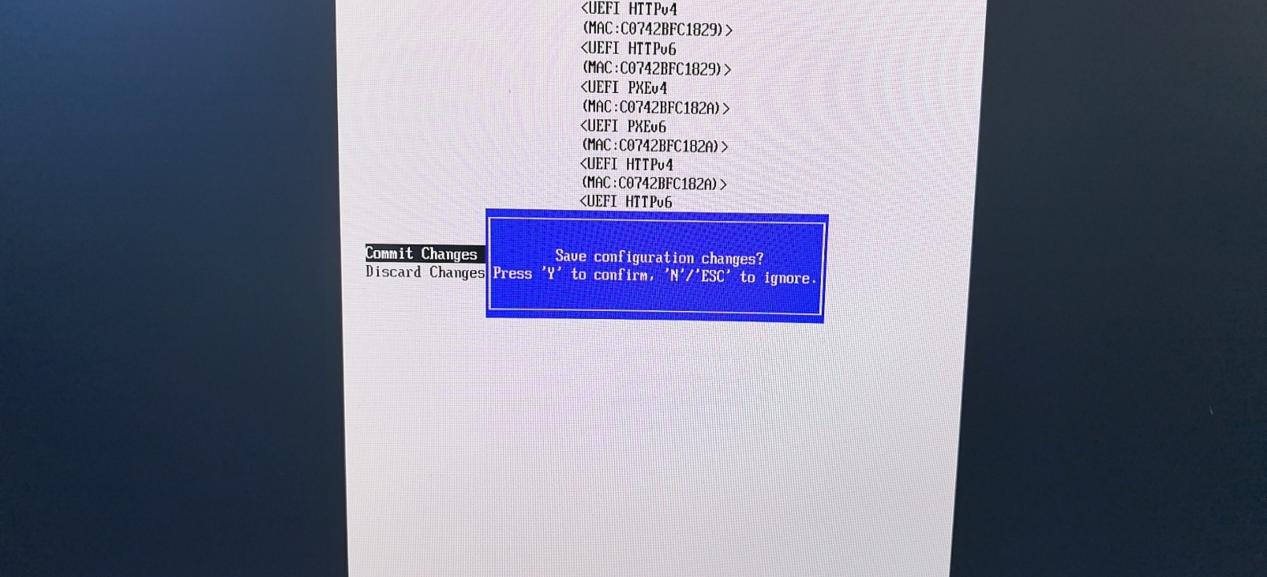 <UEFI HTTPv4
(MAC:C0742BFC1829)>
<UEFI HTTPv6
(MAC:C0742BFC1829)>
<UEFI PXEv4
(MAC:C0742BFC182A)>
<UEFI PXEv6
(MAC:C0742BFC182A)>
<UEFI HTTPv4
(MAC:C0742BFC182A)>
<UEFI HTTPv6
Commit Changes
Discard Changes
Save configuration changes?
Press 'Y' to confirm, 'N'/'ESC' to ignore.